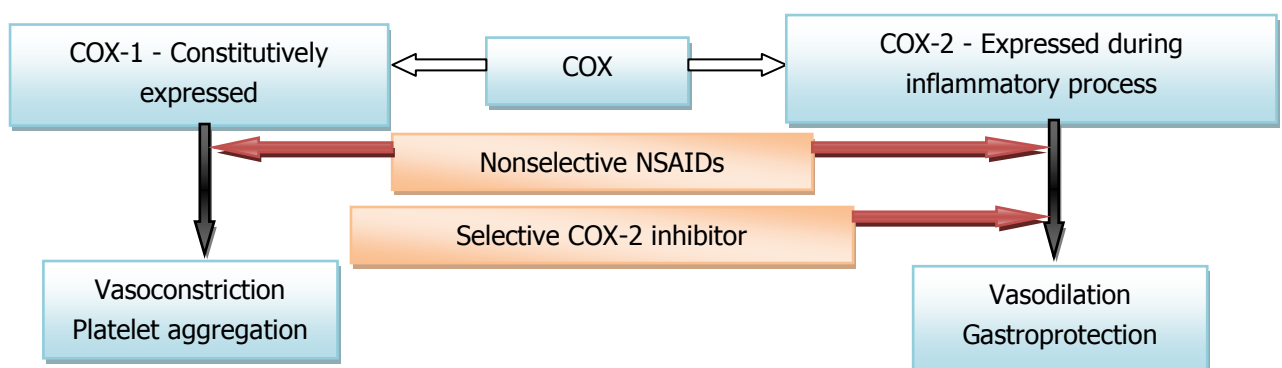 COX-1 - Constitutively
expressed
COX
COX-2 - Expressed during
inflammatory process
Nonselective NSAIDs
Selective COX-2 inhibitor
Vasoconstriction
Platelet aggregation
Vasodilation
Gastroprotection